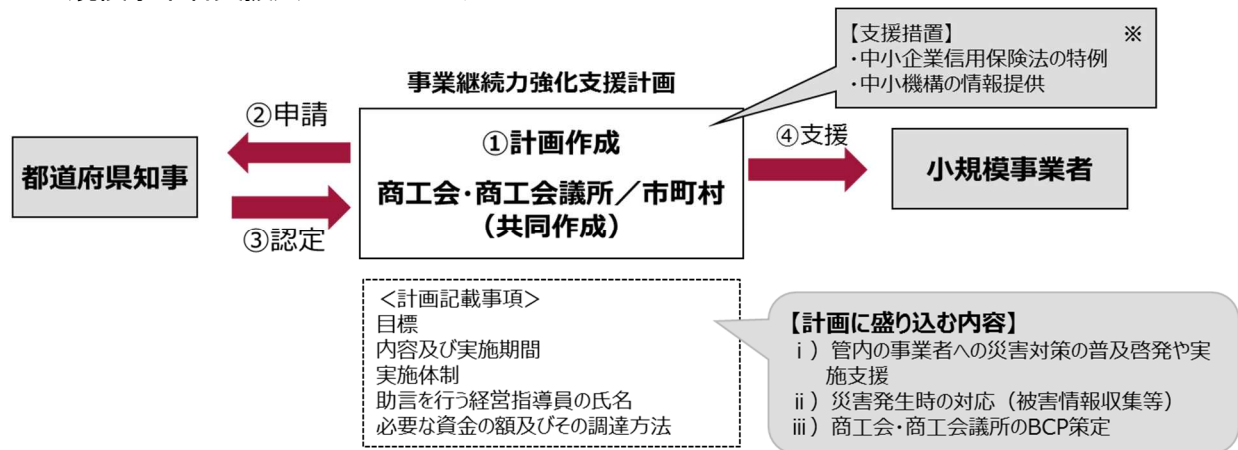 【支援措置】 ※
・中小企業信用保険法の特例
・中小機構の情報提供
事業継続力強化支援計画
②申請
①計画作成
④支援
都道府県知事
商工会・商工会議所／市町村
（共同作成）
小規模事業者
③認定
＜計画記載事項＞
目標
内容及び実施期間
実施体制
助言を行う経営指導員の氏名
必要な資金の額及びその調達方法
【計画に盛り込む内容】
ⅰ）管内の事業者への災害対策の普及啓発や実
施支援
ⅱ）災害発生時の対応（被害情報収集等）
ⅲ）商工会・商工会議所のBCP策定